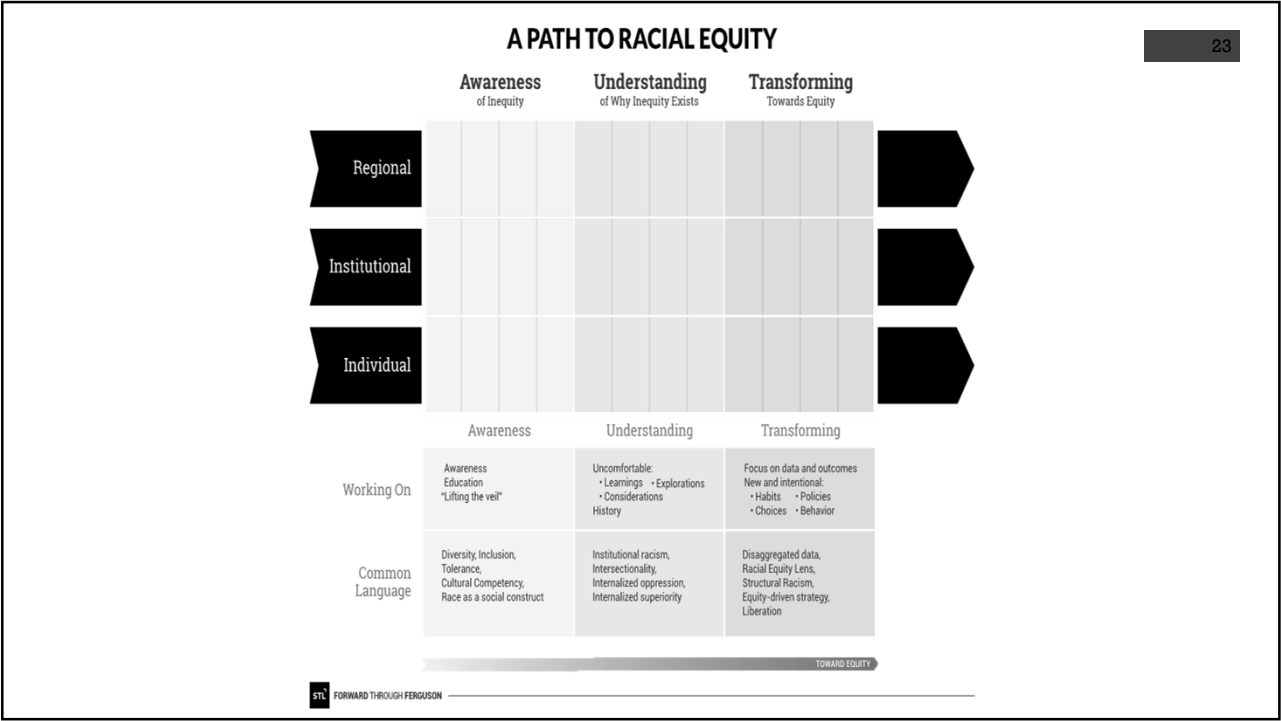 A PATH TO RACIAL EQUITY
23
Awareness
of Inequity
Understanding
of Why Inequity Exists
Transforming
Towards Equity
Regional
Institutional
Individual
Awareness
Understanding
Transforming
Working On
Awareness
Education
"Lifting the veil"
Uncomfortable:
• Learnings • Explorations
• Considerations
History
Focus on data and outcomes
New and intentional:
• Habits • Policies
• Choices • Behavior
Common
Language
Diversity, Inclusion,
Tolerance,
Cultural Competency,
Race as a social construct
Institutional racism,
Intersectionality,
Internalized oppression,
Internalized superiority
Disaggregated data,
Racial Equity Lens,
Structural Racism,
Equity-driven strategy,
Liberation
TOWARD EQUITY
STL
FORWARD THROUGH FERGUSON